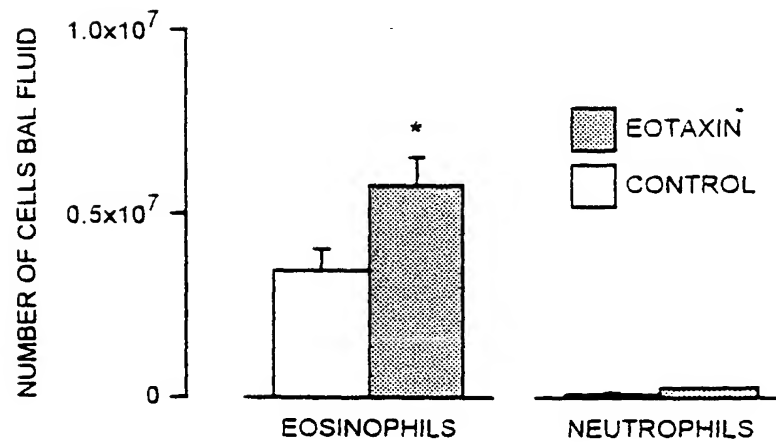 NUMBER OF CELLS BAL FLUID
1.0x10⁷
0.5x10⁷
0
*
EOTAXIN
CONTROL
EOSINOPHILS
NEUTROPHILS